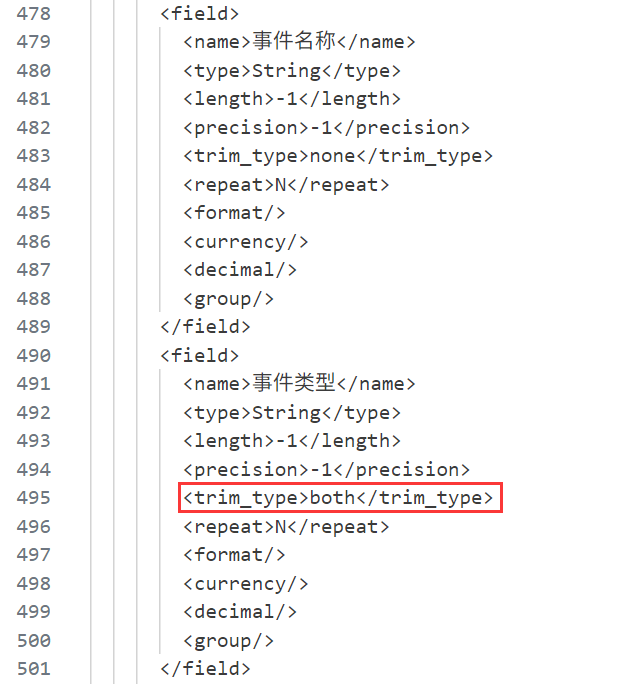 478 <field>
479 <name>事件名称</name>
480 <type>String</type>
481 <length>-1</length>
482 <precision>-1</precision>
483 <trim_type>none</trim_type>
484 <repeat>N</repeat>
485 <format/>
486 <currency/>
487 <decimal/>
488 <group/>
489 </field>
490 <field>
491 <name>事件类型</name>
492 <type>String</type>
493 <length>-1</length>
494 <precision>-1</precision>
495 <trim_type>both</trim_type>
496 <repeat>N</repeat>
497 <format/>
498 <currency/>
499 <decimal/>
500 <group/>
501 </field>